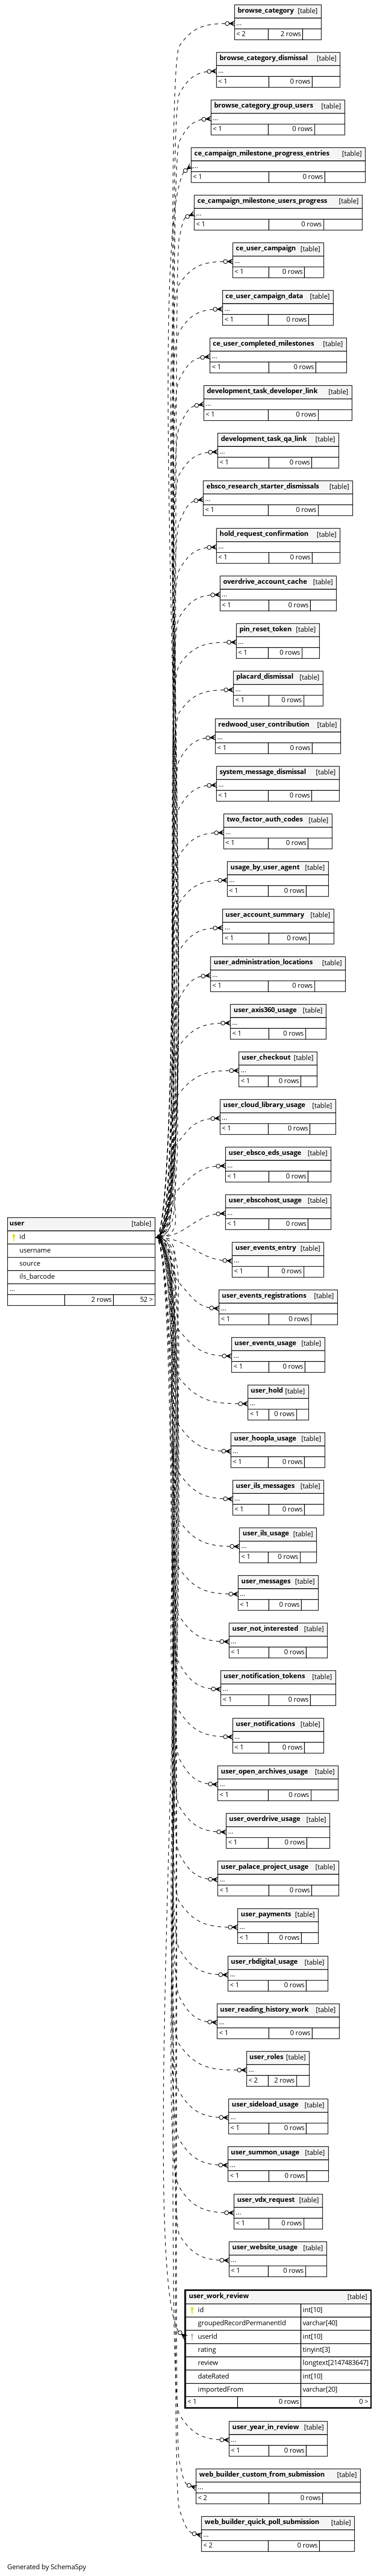 browse_category [table]
...
< 2 2 rows
browse_category_dismissal [table]
...
< 1 0 rows
browse_category_group_users [table]
...
< 1 0 rows
ce_campaign_milestone_progress_entries [table]
...
< 1 0 rows
ce_campaign_milestone_users_progress [table]
...
< 1 0 rows
ce_user_campaign [table]
...
< 1 0 rows
ce_user_campaign_data [table]
...
< 1 0 rows
ce_user_completed_milestones [table]
...
< 1 0 rows
development_task_developer_link [table]
...
< 1 0 rows
development_task_qa_link [table]
...
< 1 0 rows
ebsco_research_starter_dismissals [table]
...
< 1 0 rows
hold_request_confirmation [table]
...
< 1 0 rows
overdrive_account_cache [table]
...
< 1 0 rows
pin_reset_token [table]
...
< 1 0 rows
placard_dismissal [table]
...
< 1 0 rows
redwood_user_contribution [table]
...
< 1 0 rows
system_message_dismissal [table]
...
< 1 0 rows
two_factor_auth_codes [table]
...
< 1 0 rows
usage_by_user_agent [table]
...
< 1 0 rows
user_account_summary [table]
...
< 1 0 rows
user_administration_locations [table]
...
< 1 0 rows
user_axis360_usage [table]
...
< 1 0 rows
user_checkout [table]
...
< 1 0 rows
user_cloud_library_usage [table]
...
< 1 0 rows
user_ebsco_eds_usage [table]
...
< 1 0 rows
user_ebscohost_usage [table]
...
< 1 0 rows
user [table]
id
username
source
ils_barcode
...
2 rows 52 >
user_events_entry [table]
...
< 1 0 rows
user_events_registrations [table]
...
< 1 0 rows
user_events_usage [table]
...
< 1 0 rows
user_hold [table]
...
< 1 0 rows
user_hoopla_usage [table]
...
< 1 0 rows
user_ils_messages [table]
...
< 1 0 rows
user_ils_usage [table]
...
< 1 0 rows
user_messages [table]
...
< 1 0 rows
user_not_interested [table]
...
< 1 0 rows
user_notification_tokens [table]
...
< 1 0 rows
user_notifications [table]
...
< 1 0 rows
user_open_archives_usage [table]
...
< 1 0 rows
user_overdrive_usage [table]
...
< 1 0 rows
user_palace_project_usage [table]
...
< 1 0 rows
user_payments [table]
...
< 1 0 rows
user_rbdigital_usage [table]
...
< 1 0 rows
user_reading_history_work [table]
...
< 1 0 rows
user_roles [table]
...
< 2 2 rows
user_sideload_usage [table]
...
< 1 0 rows
user_summon_usage [table]
...
< 1 0 rows
user_vdx_request [table]
...
< 1 0 rows
user_website_usage [table]
...
< 1 0 rows
user_work_review [table]
id int[10]
groupedRecordPermanentId varchar[40]
userId int[10]
rating tinyint[3]
review longtext[2147483647]
dateRated int[10]
importedFrom varchar[20]
< 1 0 rows 0 >
user_year_in_review [table]
...
< 1 0 rows
web_builder_custom_from_submission [table]
...
< 2 0 rows
web_builder_quick_poll_submission [table]
...
< 2 0 rows
Generated by SchemaSpy